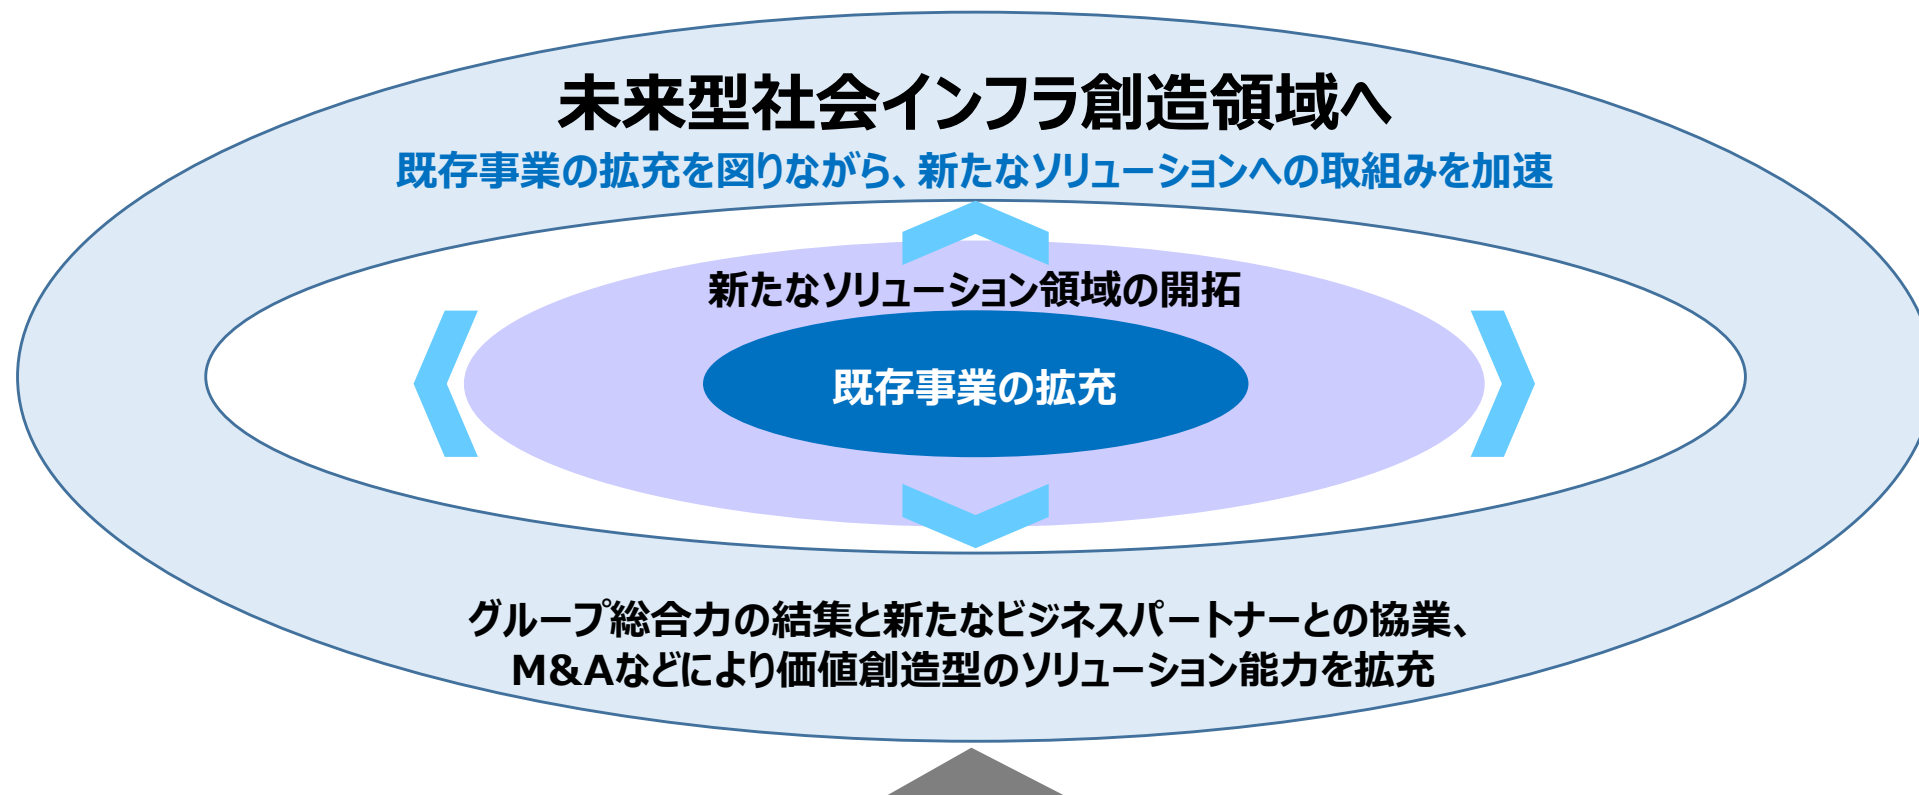 未来型社会インフラ創造領域へ
既存事業の拡充を図りながら、新たなソリューションへの取組みを加速
新たなソリューション領域の開拓
既存事業の拡充
グループ総合力の結集と新たなビジネスパートナーとの協業、
M&Aなどにより価値創造型のソリューション能力を拡充